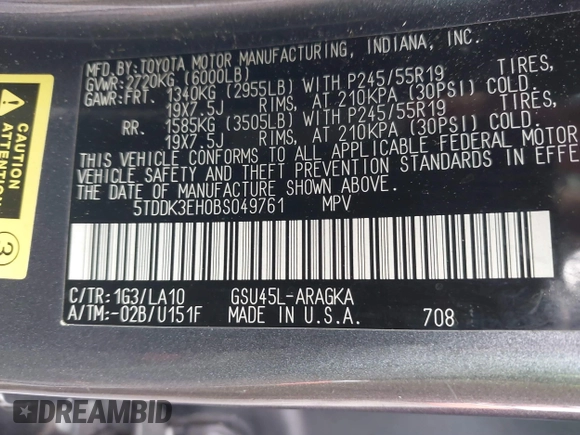 MFD.BY:TOYOTA MOTOR MANUFACTURING, INDIANA, INC.
GVWR:2720KG (6000LB)
GAWR:FRT. 1340KG (2955LB) WITH P245/55R19 TIRES,
19X7.5J RIMS, AT 210KPA (30PSI) COLD.
RR. 1585KG (3505LB) WITH P245/55R19 TIRES,
19X7.5J RIMS, AT 210KPA (30PSI) COLD.
THIS VEHICLE CONFORMS TO ALL APPLICABLE FEDERAL MOTOR
VEHICLE SAFETY AND THEFT PREVENTION STANDARDS IN EFFE
ON THE DATE OF MANUFACTURE SHOWN ABOVE.
5TDDK3EH0BS049761 MPV
C/TR:1G3/LA10 GSU45L-ARAGKA
A/TM:-02B/U151F MADE IN U.S.A. 708
CAUTION
ATTENTION
3
DREAMBID